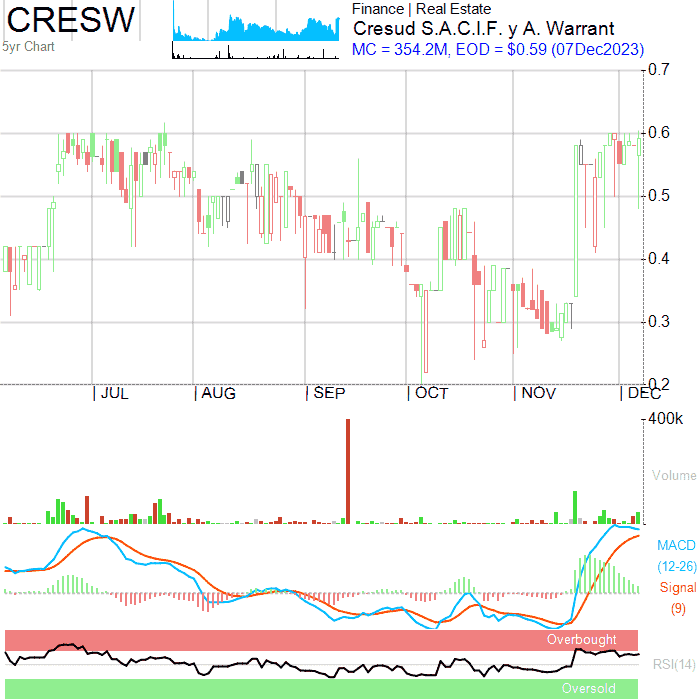 CRESW
5yr Chart
Finance | Real Estate
Cresud S.A.C.I.F. y A. Warrant
MC = 354.2M, EOD = $0.59 (07Dec2023)
0.7
0.6
0.5
0.4
0.3
0.2
JUL AUG SEP OCT NOV DEC
400k
Volume
MACD
(12-26)
Signal
(9)
Overbought
RSI(14)
Oversold